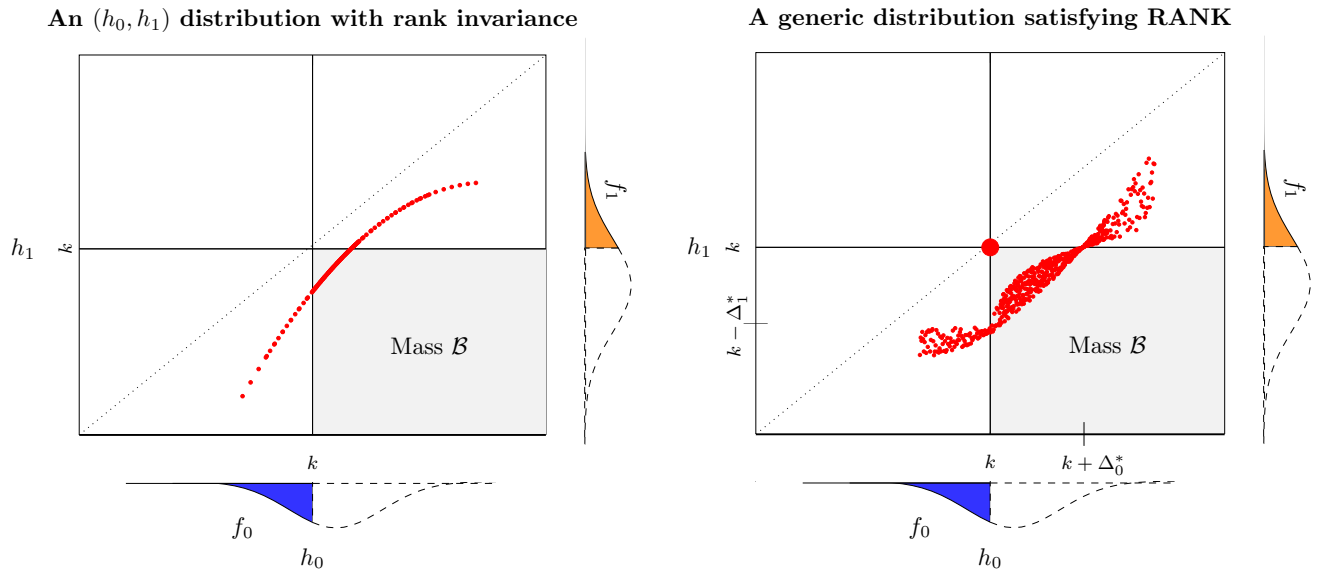 An (h₀, h₁) distribution with rank invariance
h₁
k
Mass ℬ
f₁
k
f₀
h₀
A generic distribution satisfying RANK
h₁
k
k − Δ₁*
Mass ℬ
f₁
k
k + Δ₀*
f₀
h₀